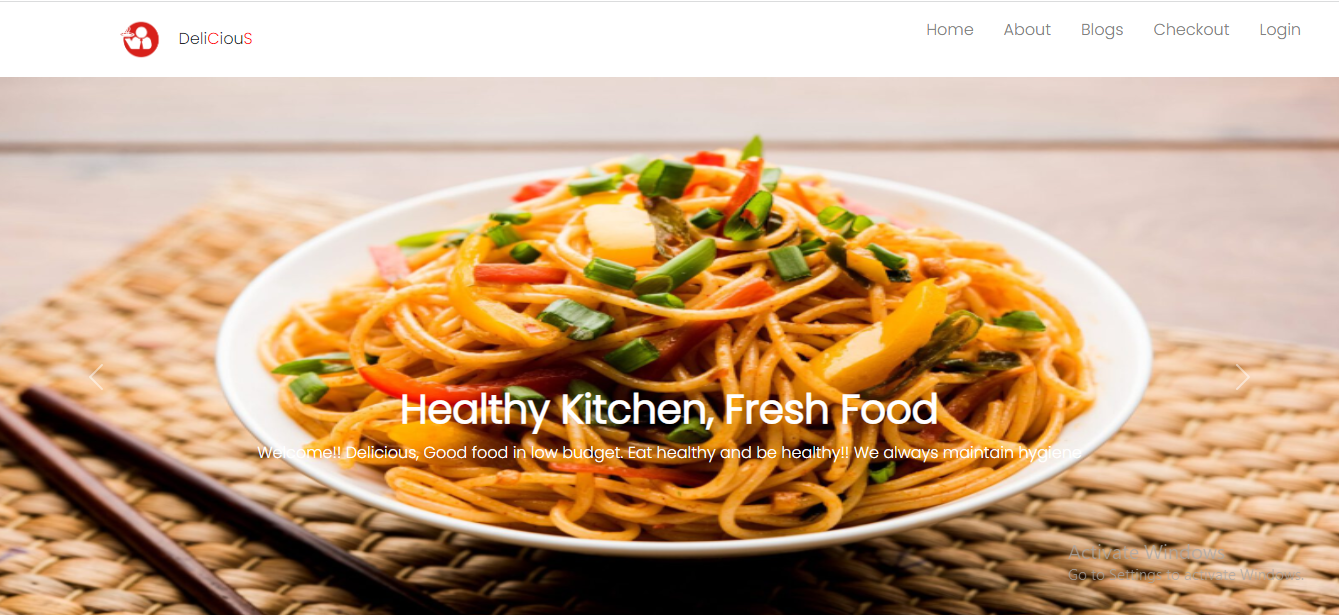 DeliCiouS
Home About Blogs Checkout Login
Healthy Kitchen, Fresh Food
Welcome!! Delicious, Good food in low budget. Eat healthy and be healthy!! We always maintain hygiene
Activate Windows
Go to Settings to activate Windows.